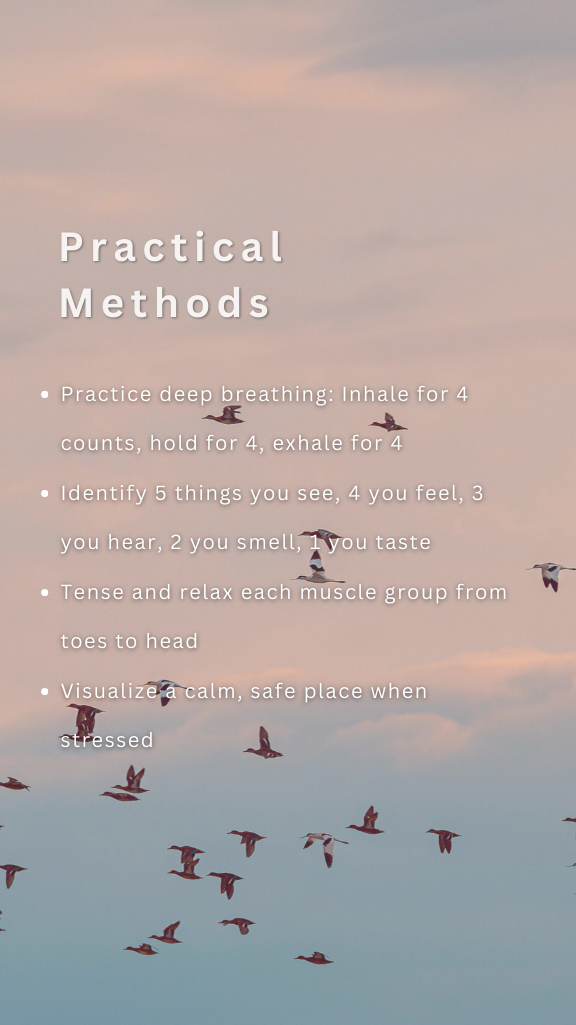 Practical
Methods
• Practice deep breathing: Inhale for 4
counts, hold for 4, exhale for 4
• Identify 5 things you see, 4 you feel, 3
you hear, 2 you smell, 1 you taste
• Tense and relax each muscle group from
toes to head
• Visualize a calm, safe place when
stressed